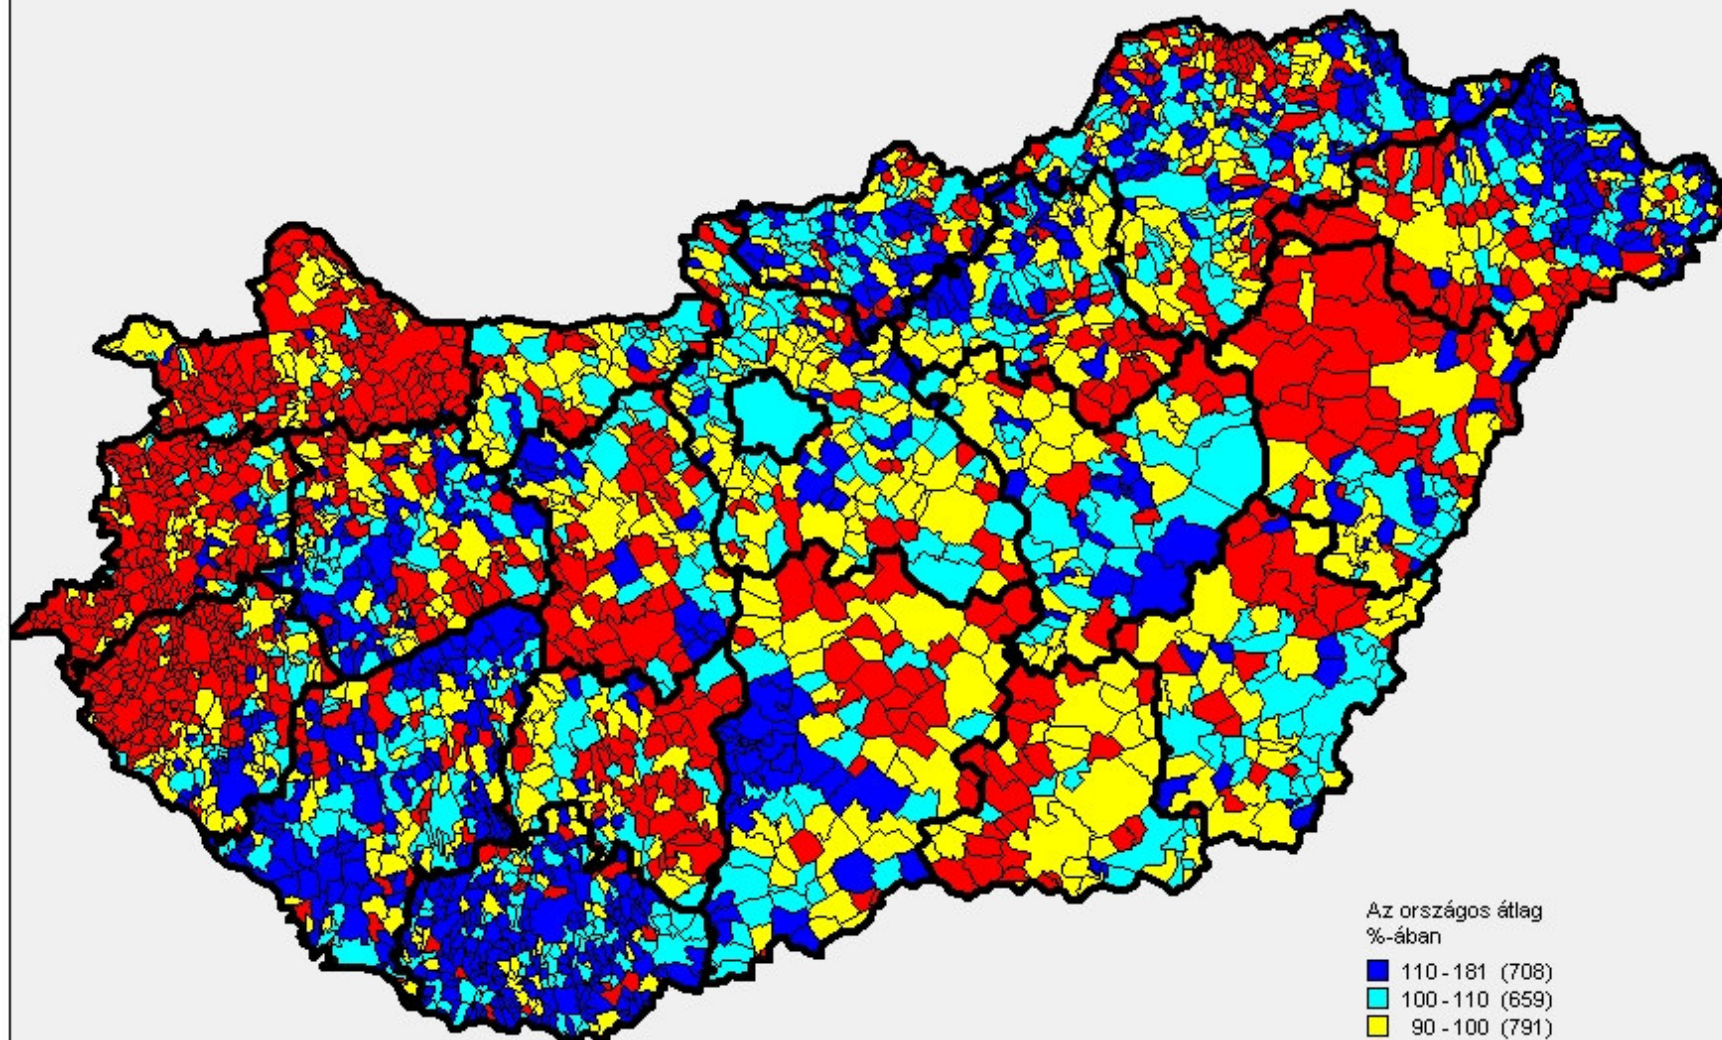 Az országos átlag
%-ában
110 - 181 (708)
100 - 110 (659)
90 - 100 (791)